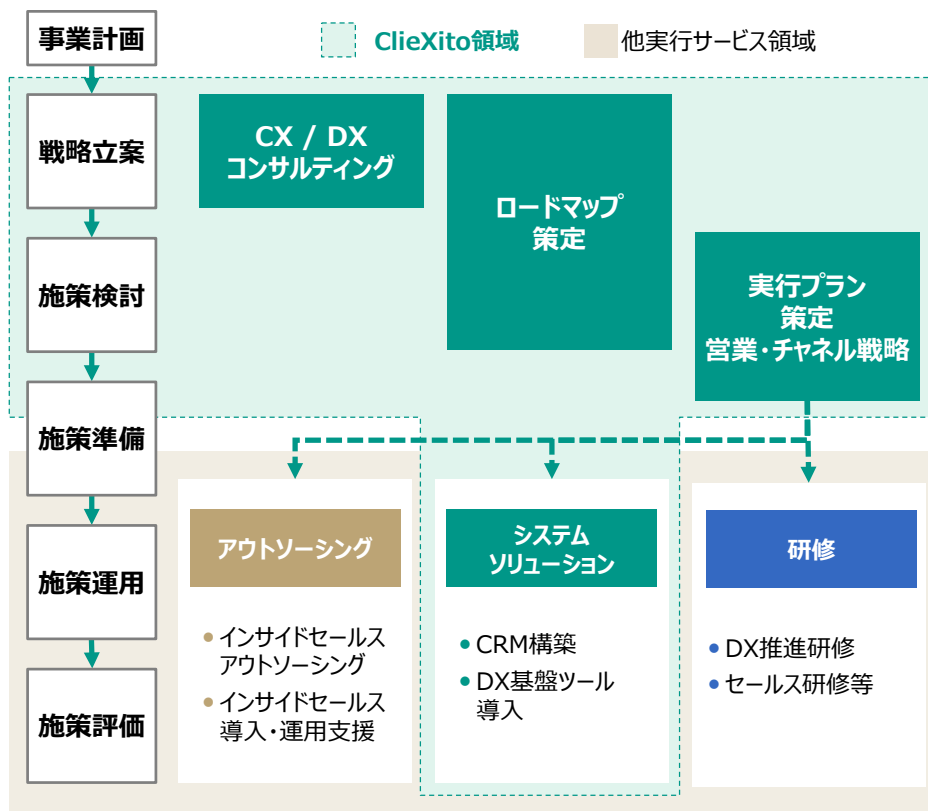 事業計画
ClieXito領域
他実行サービス領域
戦略立案
CX / DX
コンサルティング
ロードマップ
策定
施策検討
実行プラン
策定
営業・チャネル戦略
施策準備
施策運用
施策評価
アウトソーシング
インサイドセールス
アウトソーシング
インサイドセールス
導入・運用支援
システム
ソリューション
CRM構築
DX基盤ツール
導入
研修
DX推進研修
セールス研修等